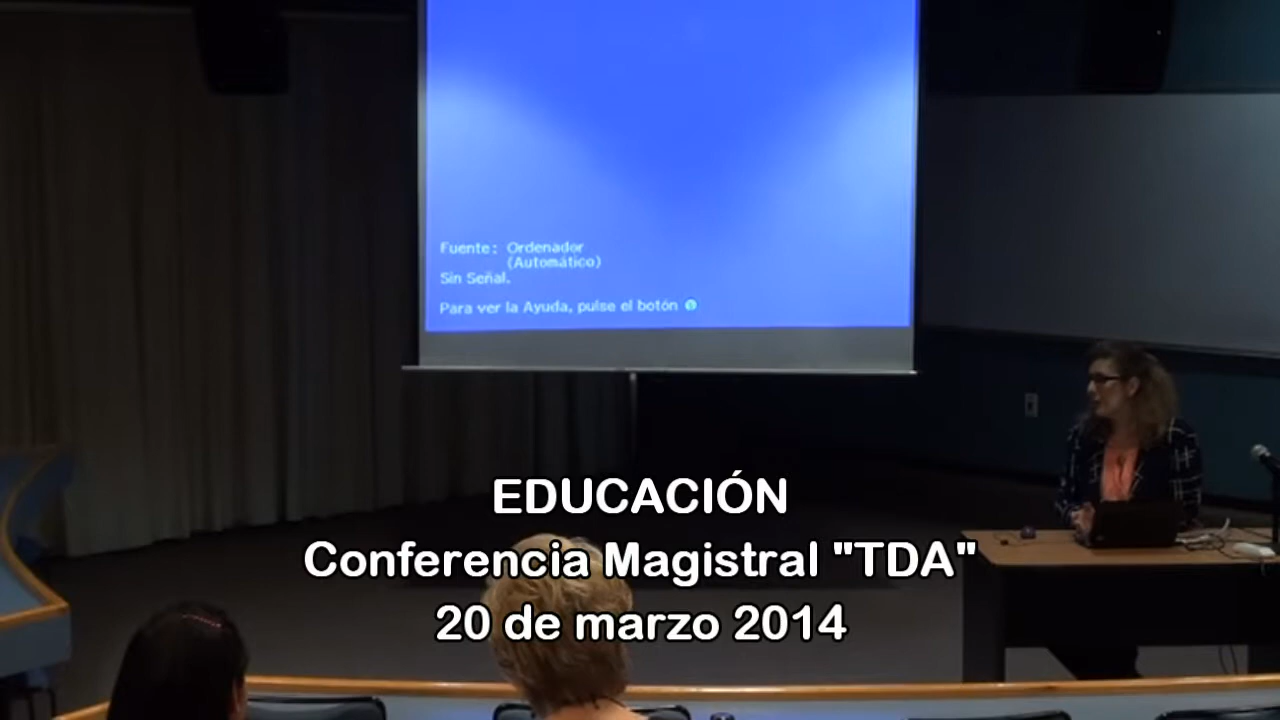 Fuente: Ordenador
(Automático)
Sin Señal.
Para ver la Ayuda, pulse el botón
EDUCACIÓN
Conferencia Magistral "TDA"
20 de marzo 2014